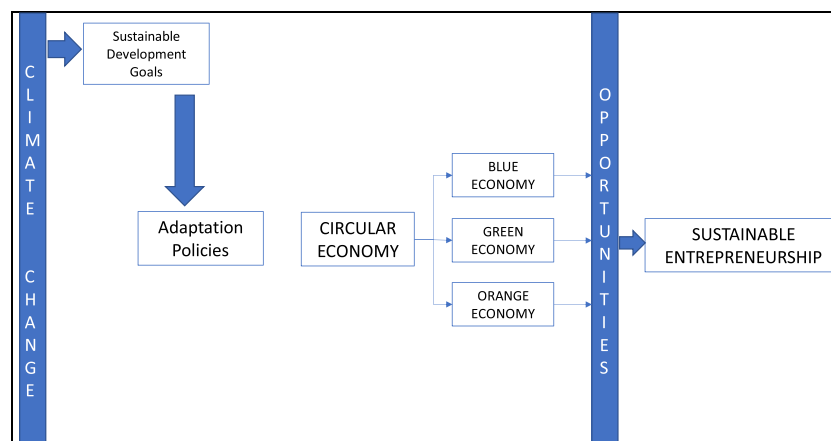 CLIMATE CHANGE
Sustainable
Development
Goals
Adaptation
Policies
CIRCULAR
ECONOMY
BLUE
ECONOMY
GREEN
ECONOMY
ORANGE
ECONOMY
OPPORTUNITIES
SUSTAINABLE
ENTREPRENEURSHIP